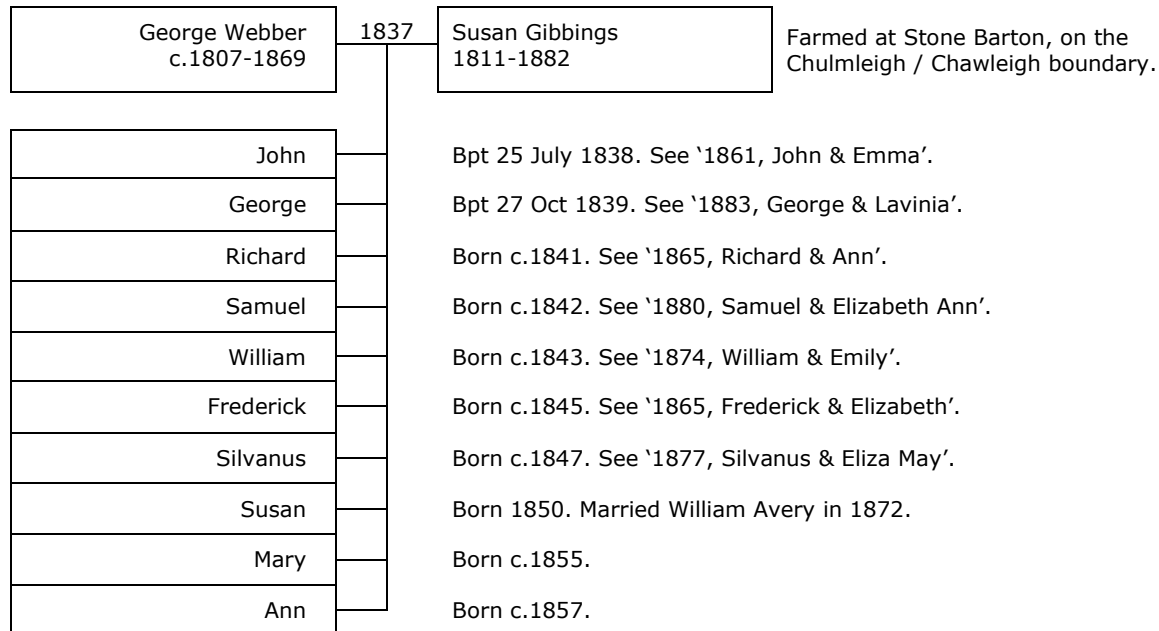 George Webber 1837 Susan Gibbings
c.1807-1869 1811-1882
Farmed at Stone Barton, on the
Chulmleigh / Chawleigh boundary.
John Bpt 25 July 1838. See ‘1861, John & Emma’.
George Bpt 27 Oct 1839. See ‘1883, George & Lavinia’.
Richard Born c.1841. See ‘1865, Richard & Ann’.
Samuel Born c.1842. See ‘1880, Samuel & Elizabeth Ann’.
William Born c.1843. See ‘1874, William & Emily’.
Frederick Born c.1845. See ‘1865, Frederick & Elizabeth’.
Silvanus Born c.1847. See ‘1877, Silvanus & Eliza May’.
Susan Born 1850. Married William Avery in 1872.
Mary Born c.1855.
Ann Born c.1857.